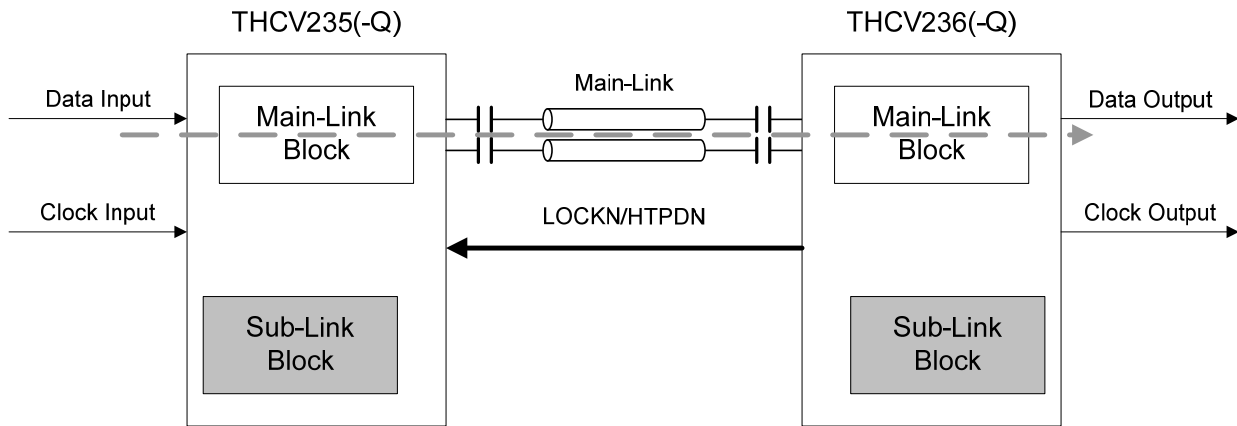 THCV235(-Q)
THCV236(-Q)
Data Input
Main-Link
Block
Main-Link
Main-Link
Block
Data Output
Clock Input
LOCKN/HTPDN
Clock Output
Sub-Link
Block
Sub-Link
Block